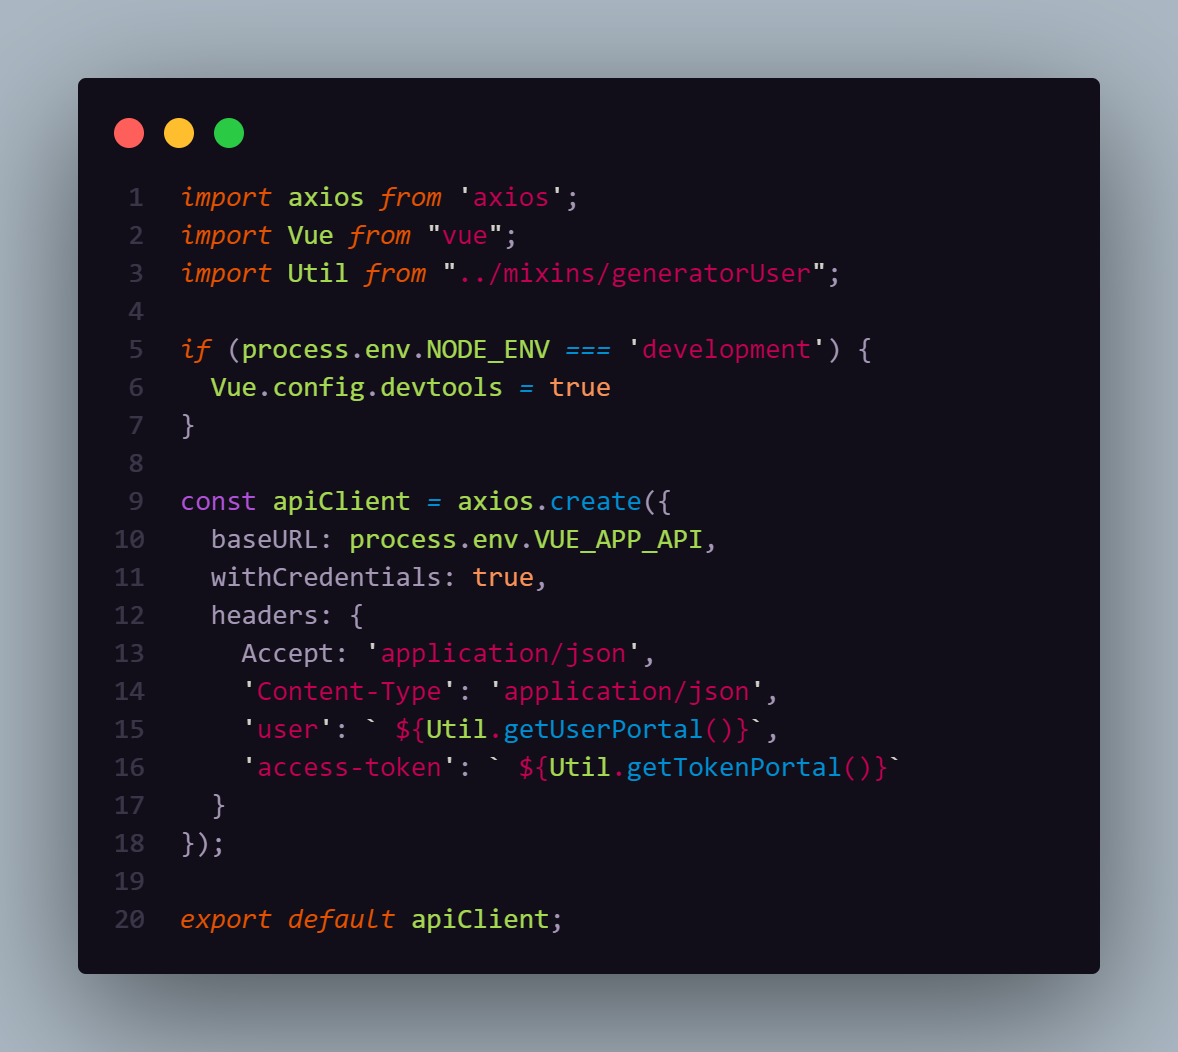 1 import axios from 'axios';
2 import Vue from "vue";
3 import Util from "../mixins/generatorUser";
4
5 if (process.env.NODE_ENV === 'development') {
6   Vue.config.devtools = true
7 }
8
9 const apiClient = axios.create({
10   baseURL: process.env.VUE_APP_API,
11   withCredentials: true,
12   headers: {
13     Accept: 'application/json',
14     'Content-Type': 'application/json',
15     'user': ` ${Util.getUserPortal()}`,
16     'access-token': ` ${Util.getTokenPortal()}`
17   }
18 });
19
20 export default apiClient;